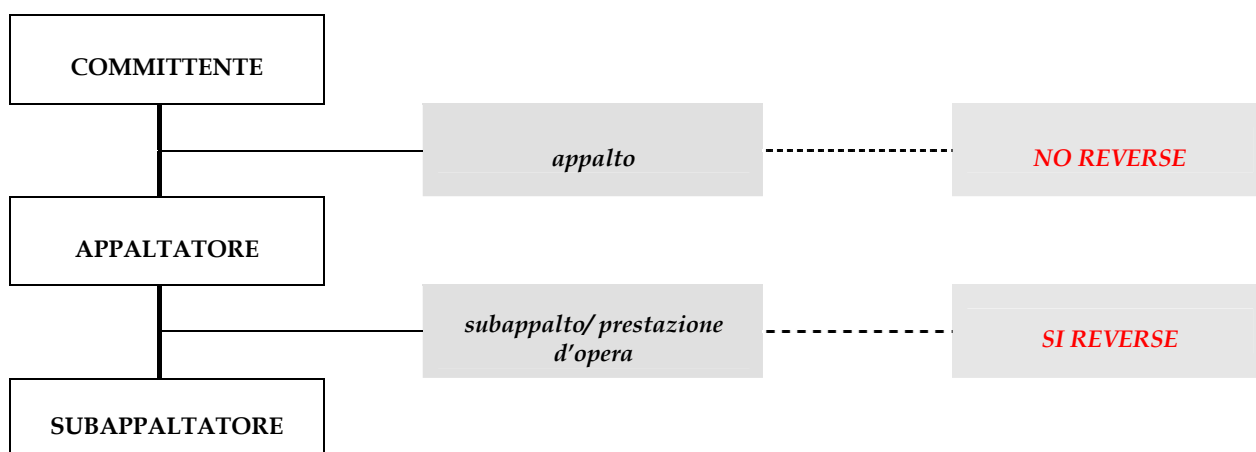 COMMITTENTE
appalto
NO REVERSE
APPALTATORE
subappalto/ prestazione
d’opera
SI REVERSE
SUBAPPALTATORE